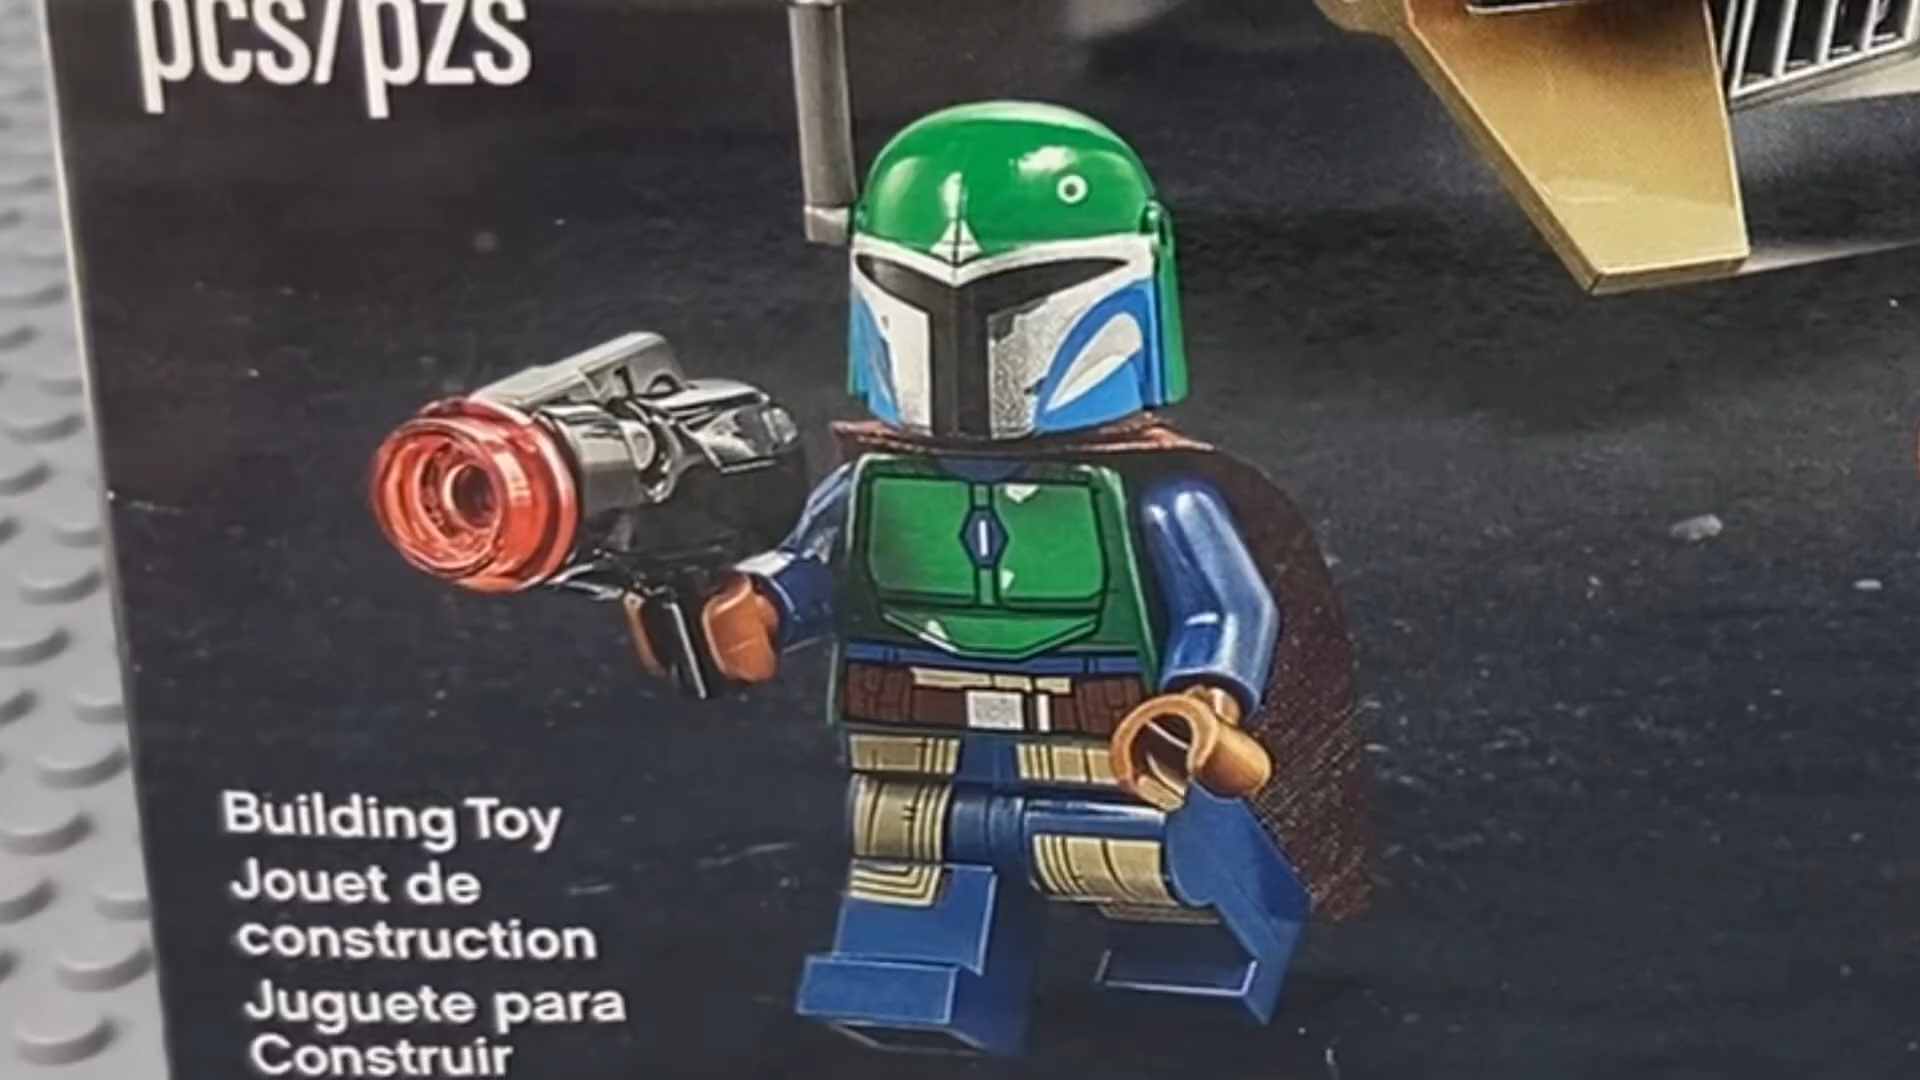 pcs/pzs
Building Toy
Jouet de
construction
Juguete para
Construir